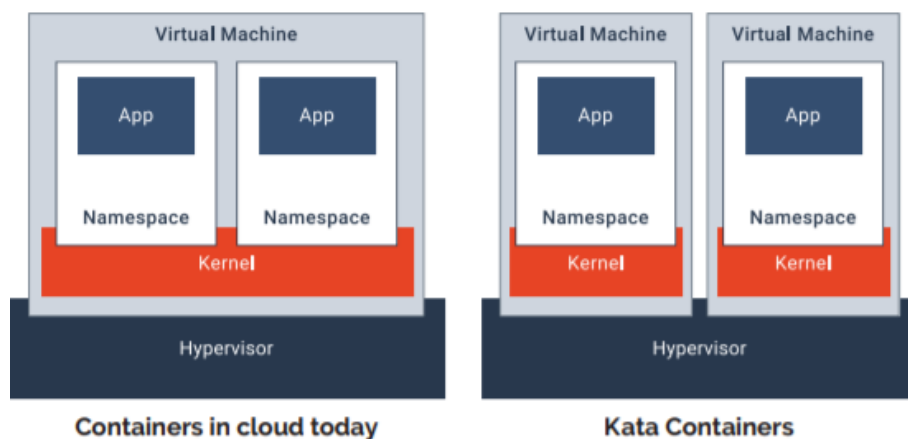 Virtual Machine
App
App
Namespace
Namespace
Kernel
Hypervisor
Containers in cloud today
Virtual Machine
Virtual Machine
App
App
Namespace
Namespace
Kernel
Kernel
Hypervisor
Kata Containers